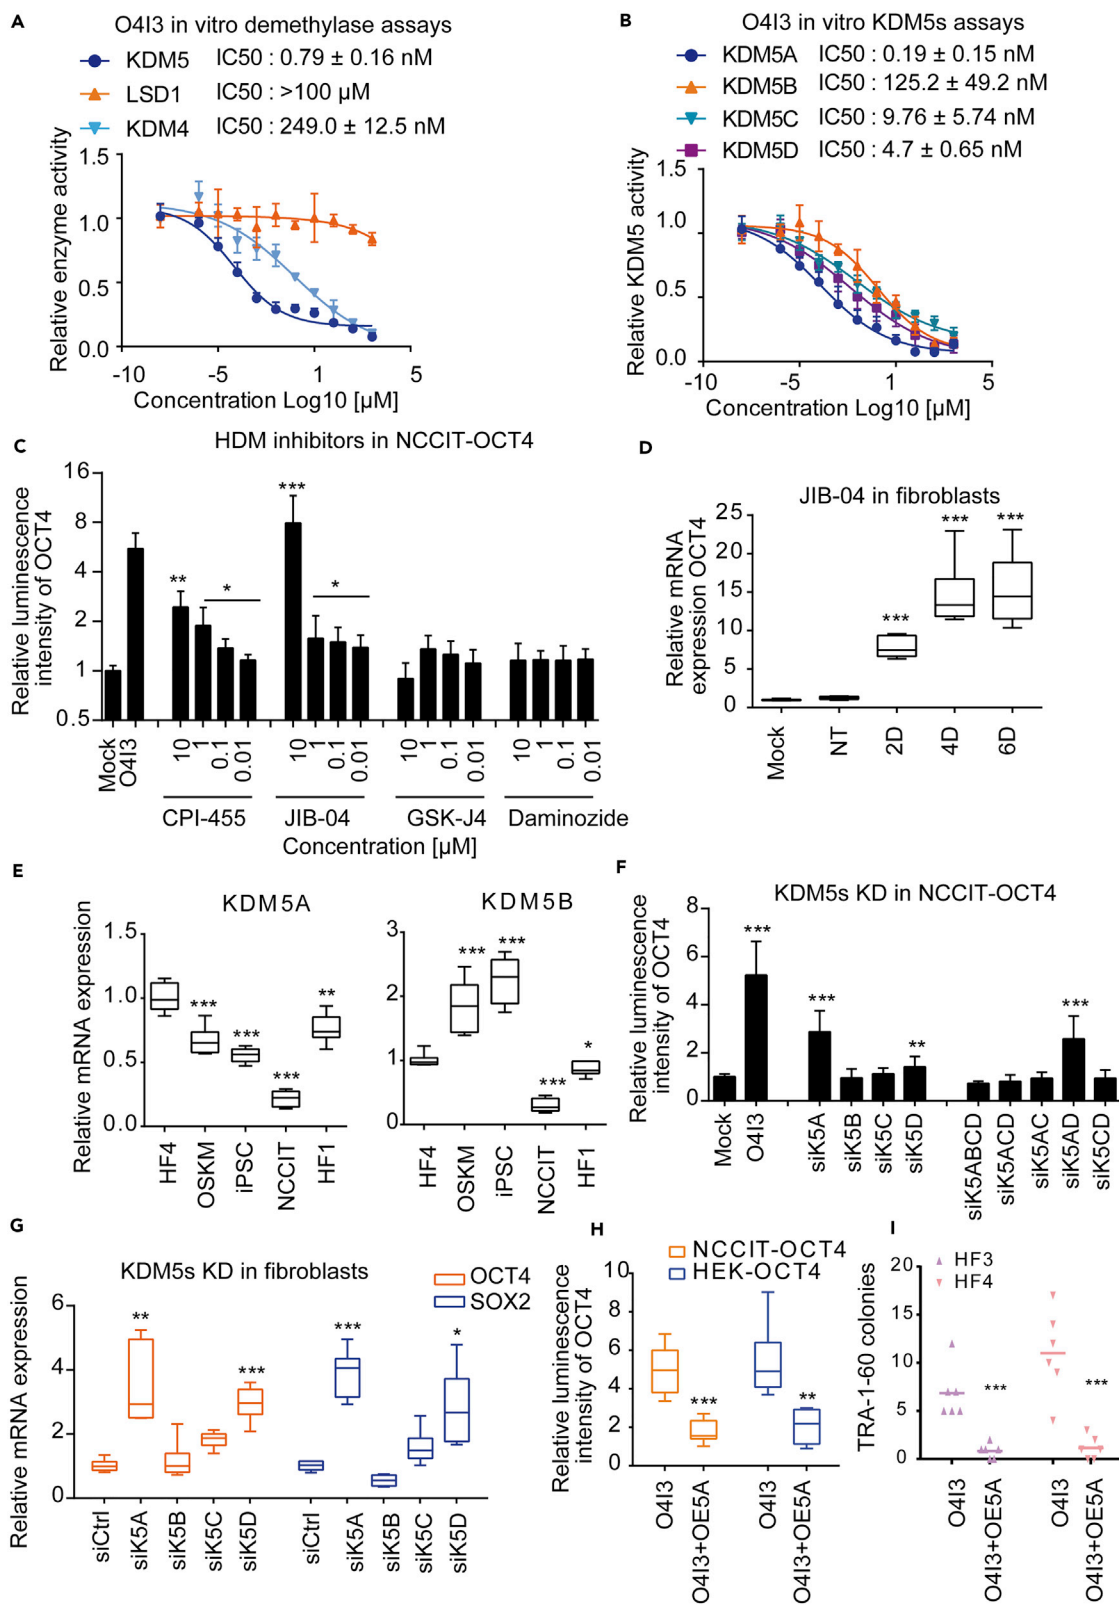 A
O4I3 in vitro demethylase assays
KDM5 IC50 : 0.79 ± 0.16 nM
LSD1 IC50 : >100 µM
KDM4 IC50 : 249.0 ± 12.5 nM
Relative enzyme activity
1.5
1.0
0.5
0.0
-10 -5 1 5
Concentration Log10 [µM]
B
O4I3 in vitro KDM5s assays
KDM5A IC50 : 0.19 ± 0.15 nM
KDM5B IC50 : 125.2 ± 49.2 nM
KDM5C IC50 : 9.76 ± 5.74 nM
KDM5D IC50 : 4.7 ± 0.65 nM
Relative KDM5 activity
1.5
1.0
0.5
0.0
-10 -5 1 5
Concentration Log10 [µM]
C
HDM inhibitors in NCCIT-OCT4
Relative luminescence
intensity of OCT4
16
8
4
2
1
0.5
** * *** *
Mock O4I3 10 1 0.1 0.01 10 1 0.1 0.01 10 1 0.1 0.01 10 1 0.1 0.01
CPI-455 JIB-04 GSK-J4 Daminozide
Concentration [µM]
D
JIB-04 in fibroblasts
Relative mRNA
expression OCT4
25
20
15
10
5
0
*** *** ***
Mock NT 2D 4D 6D
E
KDM5A
Relative mRNA expression
1.5
1.0
0.5
0.0
*** *** *** **
HF4 OSKM iPSC NCCIT HF1
KDM5B
3
2
1
0
*** *** *** *
HF4 OSKM iPSC NCCIT HF1
F
KDM5s KD in NCCIT-OCT4
Relative luminescence
intensity of OCT4
8
6
4
2
0
*** *** ** ***
Mock O4I3 siK5A siK5B siK5C siK5D siK5ABCD siK5ACD siK5AC siK5AD siK5CD
G
KDM5s KD in fibroblasts
OCT4
SOX2
Relative mRNA expression
6
4
2
0
** *** *** *
siCtrl siK5A siK5B siK5C siK5D siCtrl siK5A siK5B siK5C siK5D
H
NCCIT-OCT4
HEK-OCT4
Relative luminescence
intensity of OCT4
10
8
6
4
2
0
*** **
O4I3 O4I3+OE5A O4I3 O4I3+OE5A
I
HF3
HF4
TRA-1-60 colonies
20
15
10
5
0
*** ***
O4I3 O4I3+OE5A O4I3 O4I3+OE5A